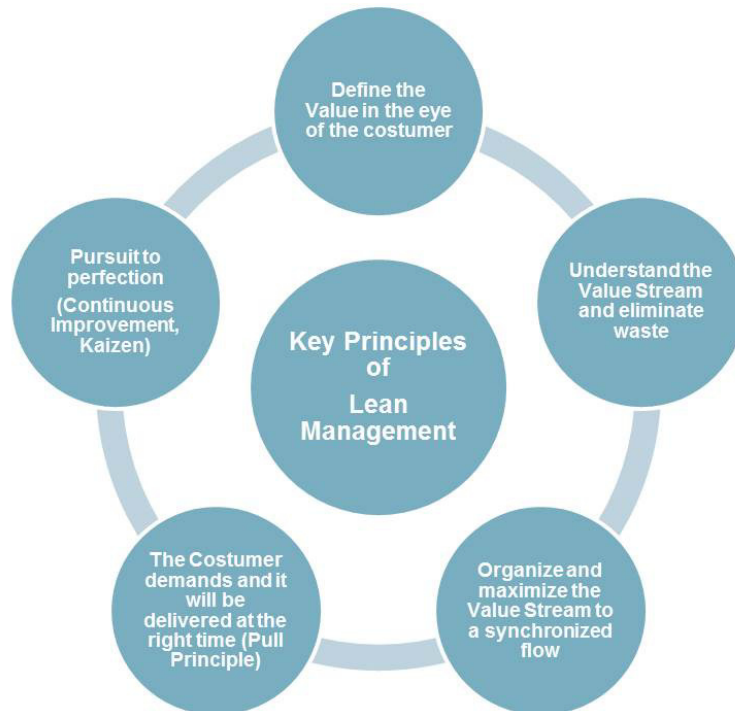 Define the
Value in the eye
of the costumer
Understand the
Value Stream
and eliminate
waste
Organize and
maximize the
Value Stream to
a synchronized
flow
The Costumer
demands and it
will be
delivered at the
right time (Pull
Principle)
Pursuit to
perfection
(Continuous
Improvement,
Kaizen)
Key Principles
of
Lean
Management